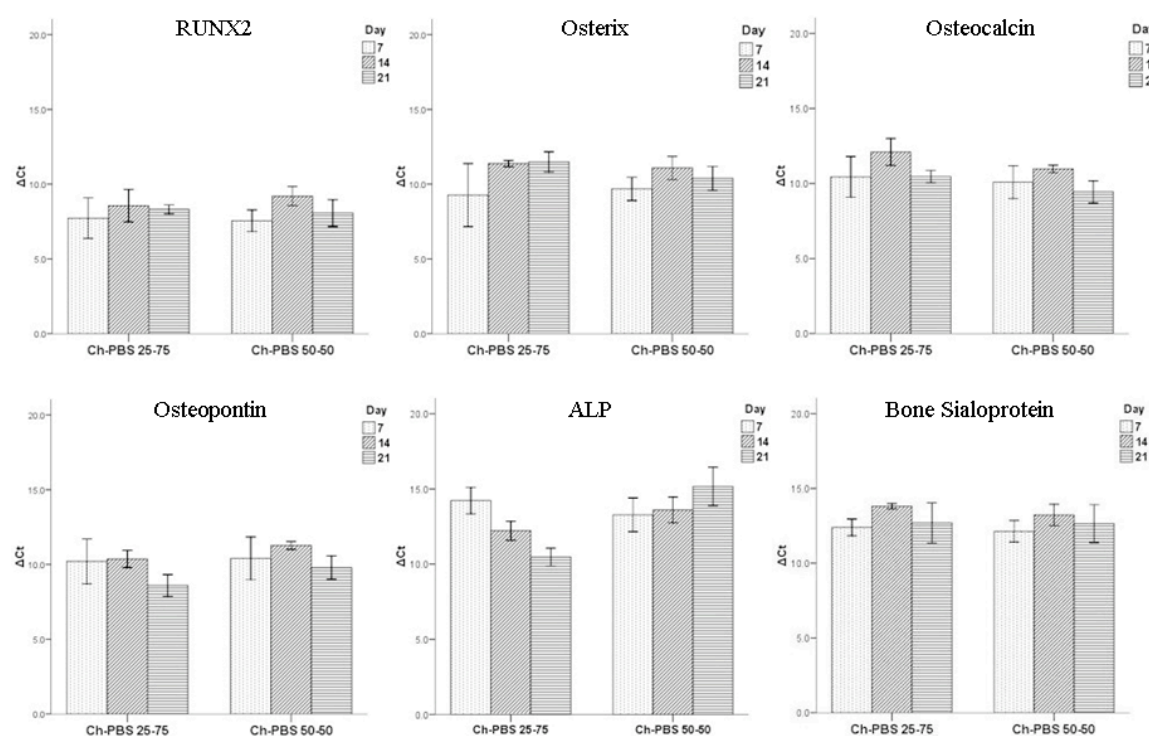 RUNX2
Day
7
14
21
20.0
15.0
10.0
5.0
0.0
ΔCt
Ch-PBS 25-75
Ch-PBS 50-50
Osterix
Day
7
14
21
20.0
15.0
10.0
5.0
0.0
ΔCt
Ch-PBS 25-75
Ch-PBS 50-50
Osteocalcin
20.0
15.0
10.0
5.0
0.0
ΔCt
Ch-PBS 25-75
Ch-PBS 50-50
Osteopontin
Day
7
14
21
20.0
15.0
10.0
5.0
0.0
ΔCt
Ch-PBS 25-75
Ch-PBS 50-50
ALP
Day
7
14
21
20.0
15.0
10.0
5.0
0.0
ΔCt
Ch-PBS 25-75
Ch-PBS 50-50
Bone Sialoprotein
Day
7
14
21
20.0
15.0
10.0
5.0
0.0
ΔCt
Ch-PBS 25-75
Ch-PBS 50-50